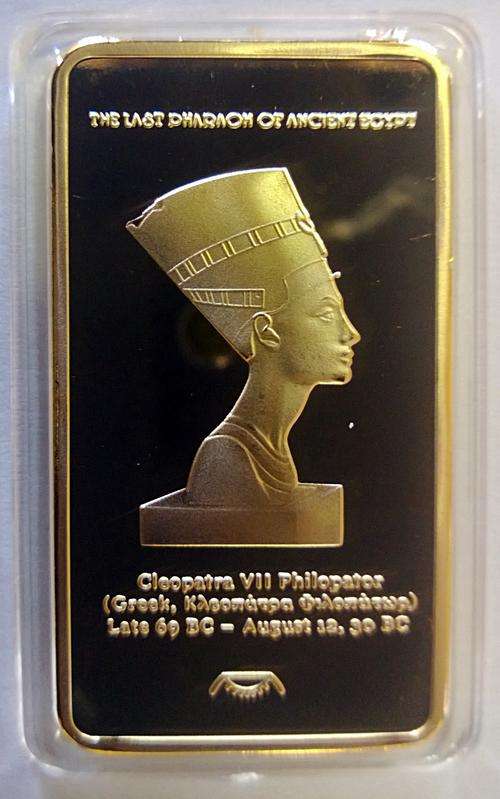 THE LAST PHARAOH OF ANCIENT EGYPT
Cleopatra VII Philopator
(Greek, Κλεοπάτρα Φιλοπάτωρ)
Late 69 BC – August 12, 30 BC